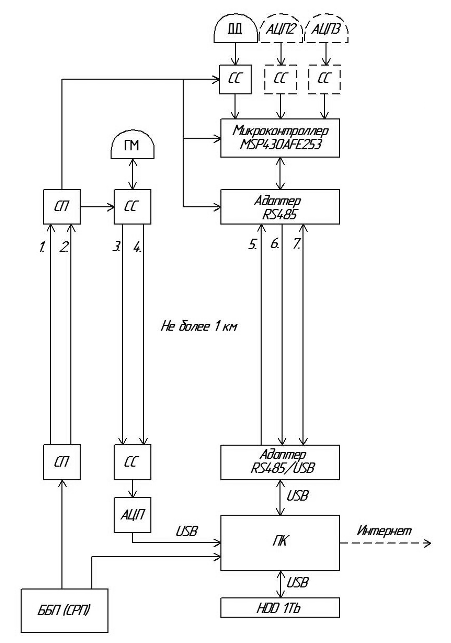 ДД АЦП2 АЦП3
СС СС СС
Микроконтроллер
MSP430AFE253
ГМ
СП СС Адаптер
RS485
1. 2. 3. 4. 5. 6. 7.
Не более 1 км
СП СС Адаптер
RS485/USB
USB
АЦП
USB
ПК
Интернет
USB
ББП (СРП)
HDD 1Tb